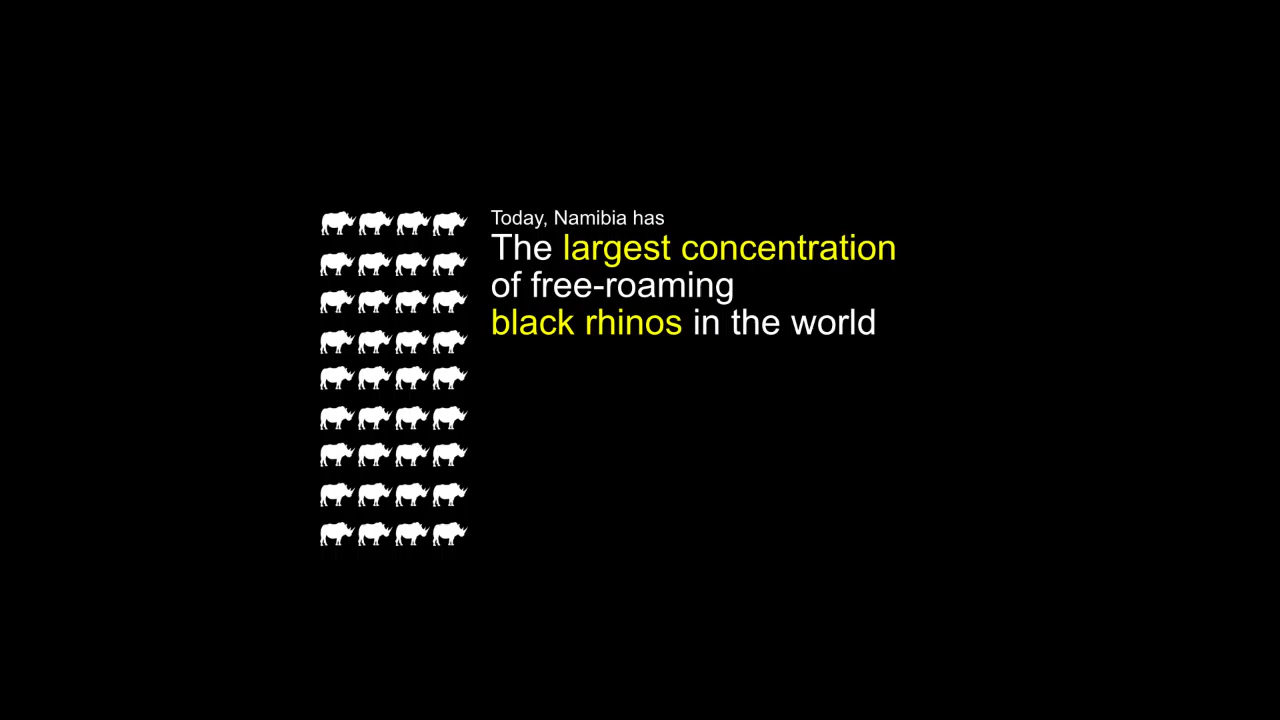 Today, Namibia has
The largest concentration
of free-roaming
black rhinos in the world